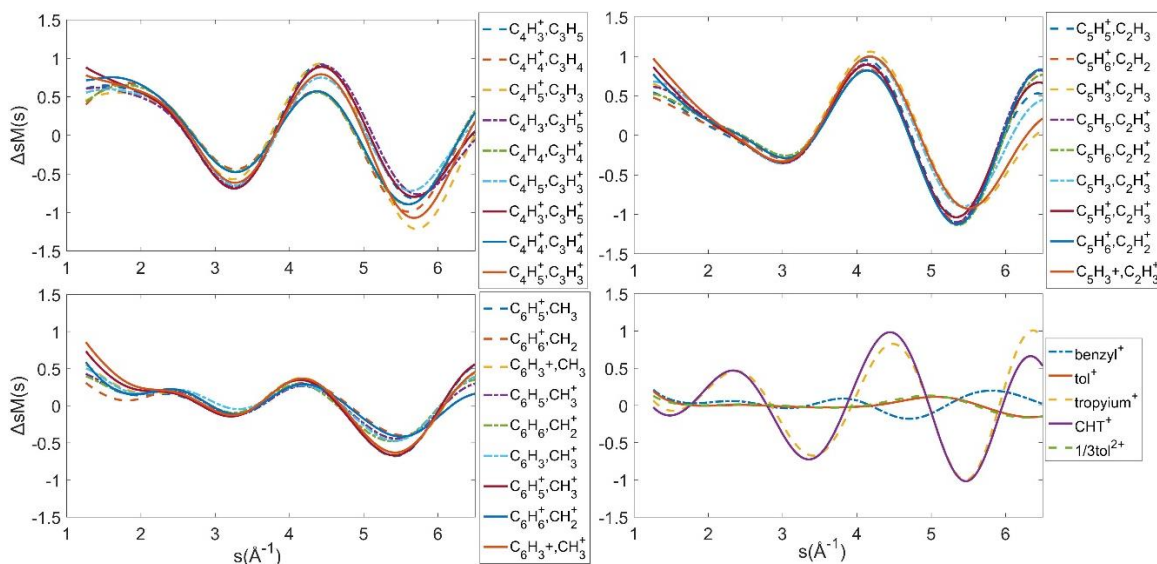 1.5
1
0.5
0
-0.5
-1
-1.5
ΔsM(s)
1 2 3 4 5 6
C₄H₃⁺,C₃H₅
C₄H₄⁺,C₃H₄
C₄H₅⁺,C₃H₃
C₄H₃,C₃H₅⁺
C₄H₄,C₃H₄⁺
C₄H₅,C₃H₃⁺
C₄H₃⁺,C₃H₅⁺
C₄H₄⁺,C₃H₄⁺
C₄H₅⁺,C₃H₃⁺
1.5
1
0.5
0
-0.5
-1
-1.5
1 2 3 4 5 6
C₅H₅⁺,C₂H₃
C₅H₆⁺,C₂H₂
C₅H₃⁺,C₂H₃
C₅H₅,C₂H₃⁺
C₅H₆,C₂H₂⁺
C₅H₃,C₂H₃⁺
C₅H₅⁺,C₂H₃⁺
C₅H₆⁺,C₂H₂⁺
C₅H₃+,C₂H₃⁺
1.5
1
0.5
0
-0.5
-1
-1.5
ΔsM(s)
1 2 3 4 5 6
s(Å⁻¹)
C₆H₅⁺,CH₃
C₆H₆⁺,CH₂
C₆H₃+,CH₃
C₆H₅,CH₃⁺
C₆H₆,CH₂⁺
C₆H₃,CH₃⁺
C₆H₅⁺,CH₃⁺
C₆H₆⁺,CH₂⁺
C₆H₃+,CH₃⁺
1.5
1
0.5
0
-0.5
-1
-1.5
1 2 3 4 5 6
s(Å⁻¹)
benzyl⁺
tol⁺
tropyium⁺
CHT⁺
1/3tol²⁺